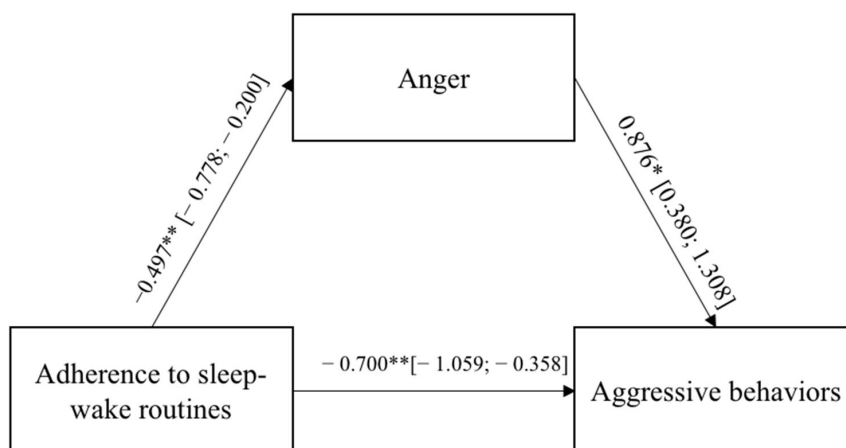 Anger
−0.497** [− 0.778; − 0.200]
0.876* [0.380; 1.308]
Adherence to sleep-
wake routines
− 0.700**[− 1.059; − 0.358]
Aggressive behaviors